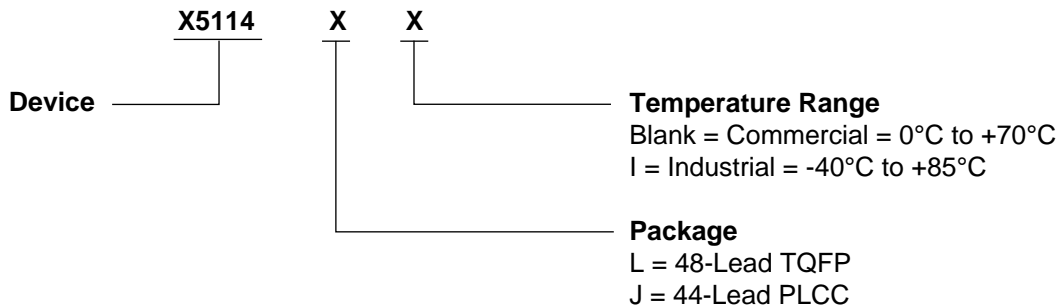 X5114 X X
Device
Temperature Range
Blank = Commercial = 0°C to +70°C
I = Industrial = -40°C to +85°C
Package
L = 48-Lead TQFP
J = 44-Lead PLCC